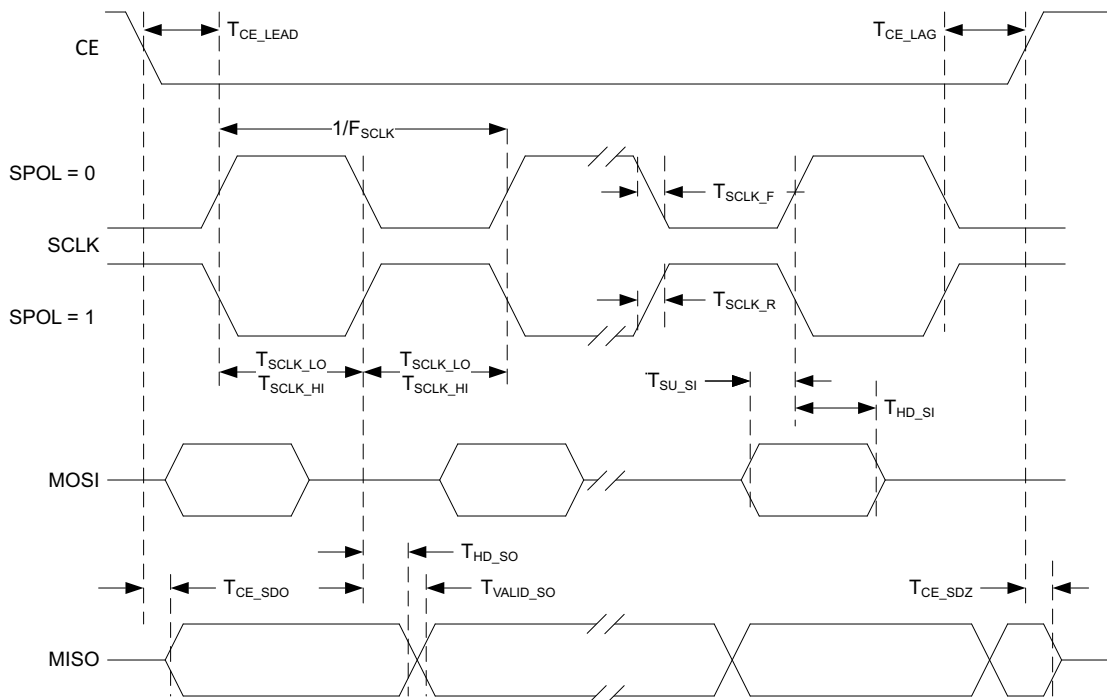 CE
T_CE_LEAD
T_CE_LAG
1/F_SCLK
SPOL = 0
T_SCLK_F
SCLK
SPOL = 1
T_SCLK_R
T_SCLK_LO
T_SCLK_HI
T_SCLK_LO
T_SCLK_HI
T_SU_SI
T_HD_SI
MOSI
T_HD_SO
T_CE_SDO
T_VALID_SO
T_CE_SDZ
MISO